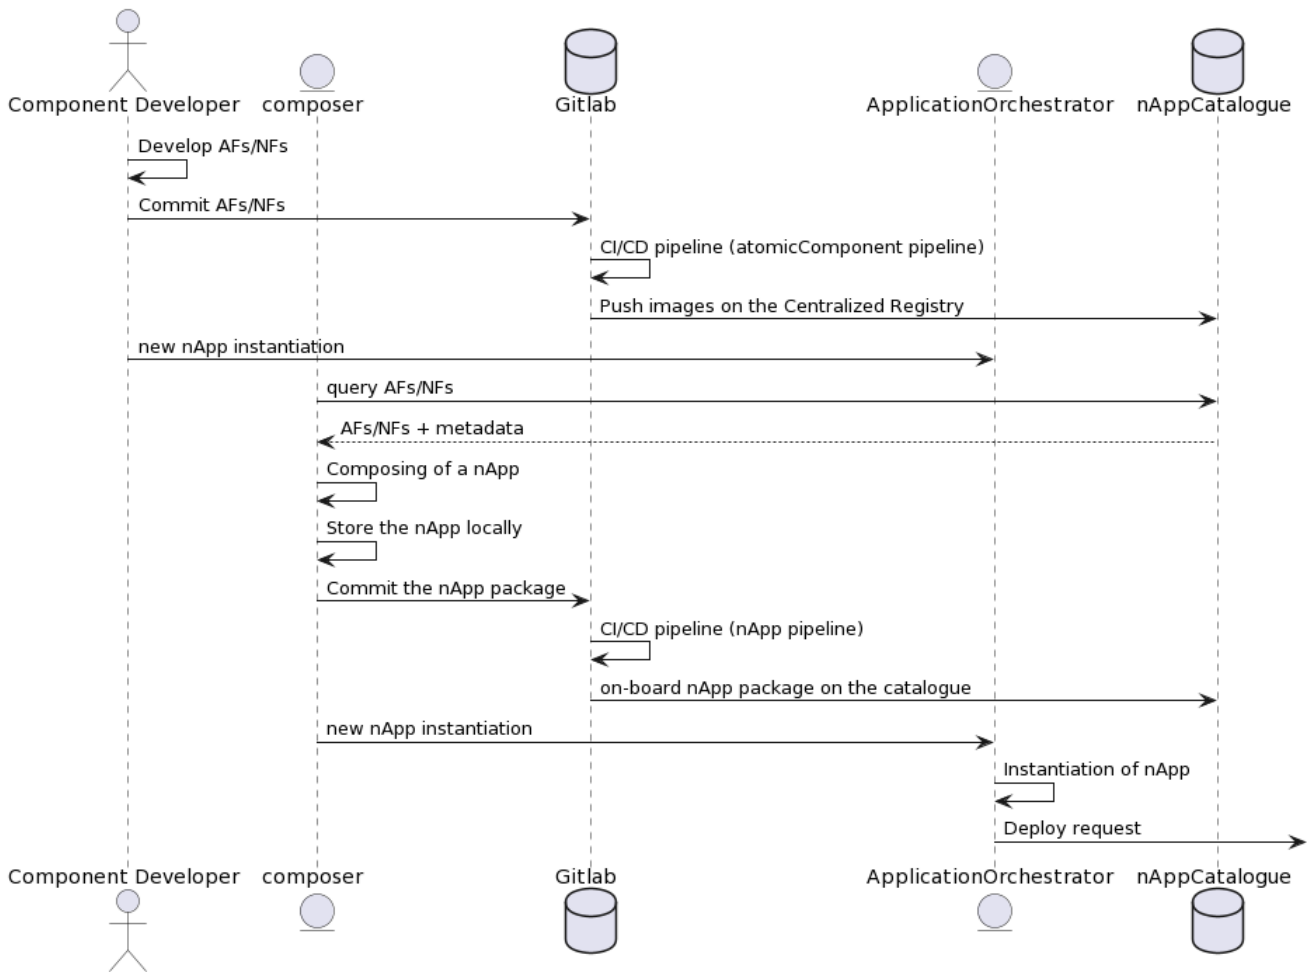 Component Developer
composer
Gitlab
ApplicationOrchestrator
nAppCatalogue
Develop AFs/NFs
Commit AFs/NFs
CI/CD pipeline (atomicComponent pipeline)
Push images on the Centralized Registry
new nApp instantiation
query AFs/NFs
AFs/NFs + metadata
Composing of a nApp
Store the nApp locally
Commit the nApp package
CI/CD pipeline (nApp pipeline)
on-board nApp package on the catalogue
new nApp instantiation
Instantiation of nApp
Deploy request
Component Developer
composer
Gitlab
ApplicationOrchestrator
nAppCatalogue